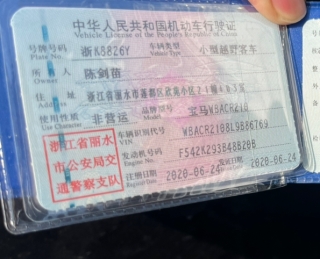 中华人民共和国机动车行驶证
Vehicle License of the People's Republic of China
号牌号码 浙K8826Y 车辆类型 小型越野客车
Plate No. Vehicle Type
所有人 陈剑苗
Owner
住址 浙江省丽水市莲都区欣苑小区
使用性质 非营运 品牌型号 宝马WBACR210
Use Character Model
浙江省丽水市公安局交通警察支队
车辆识别代号 WBACR2108L9B86769
VIN
发动机号码 F542K293B48B20B
Engine No.
注册日期 2020-06-24 发证日期 2020-06-24
Register Date Issue Date